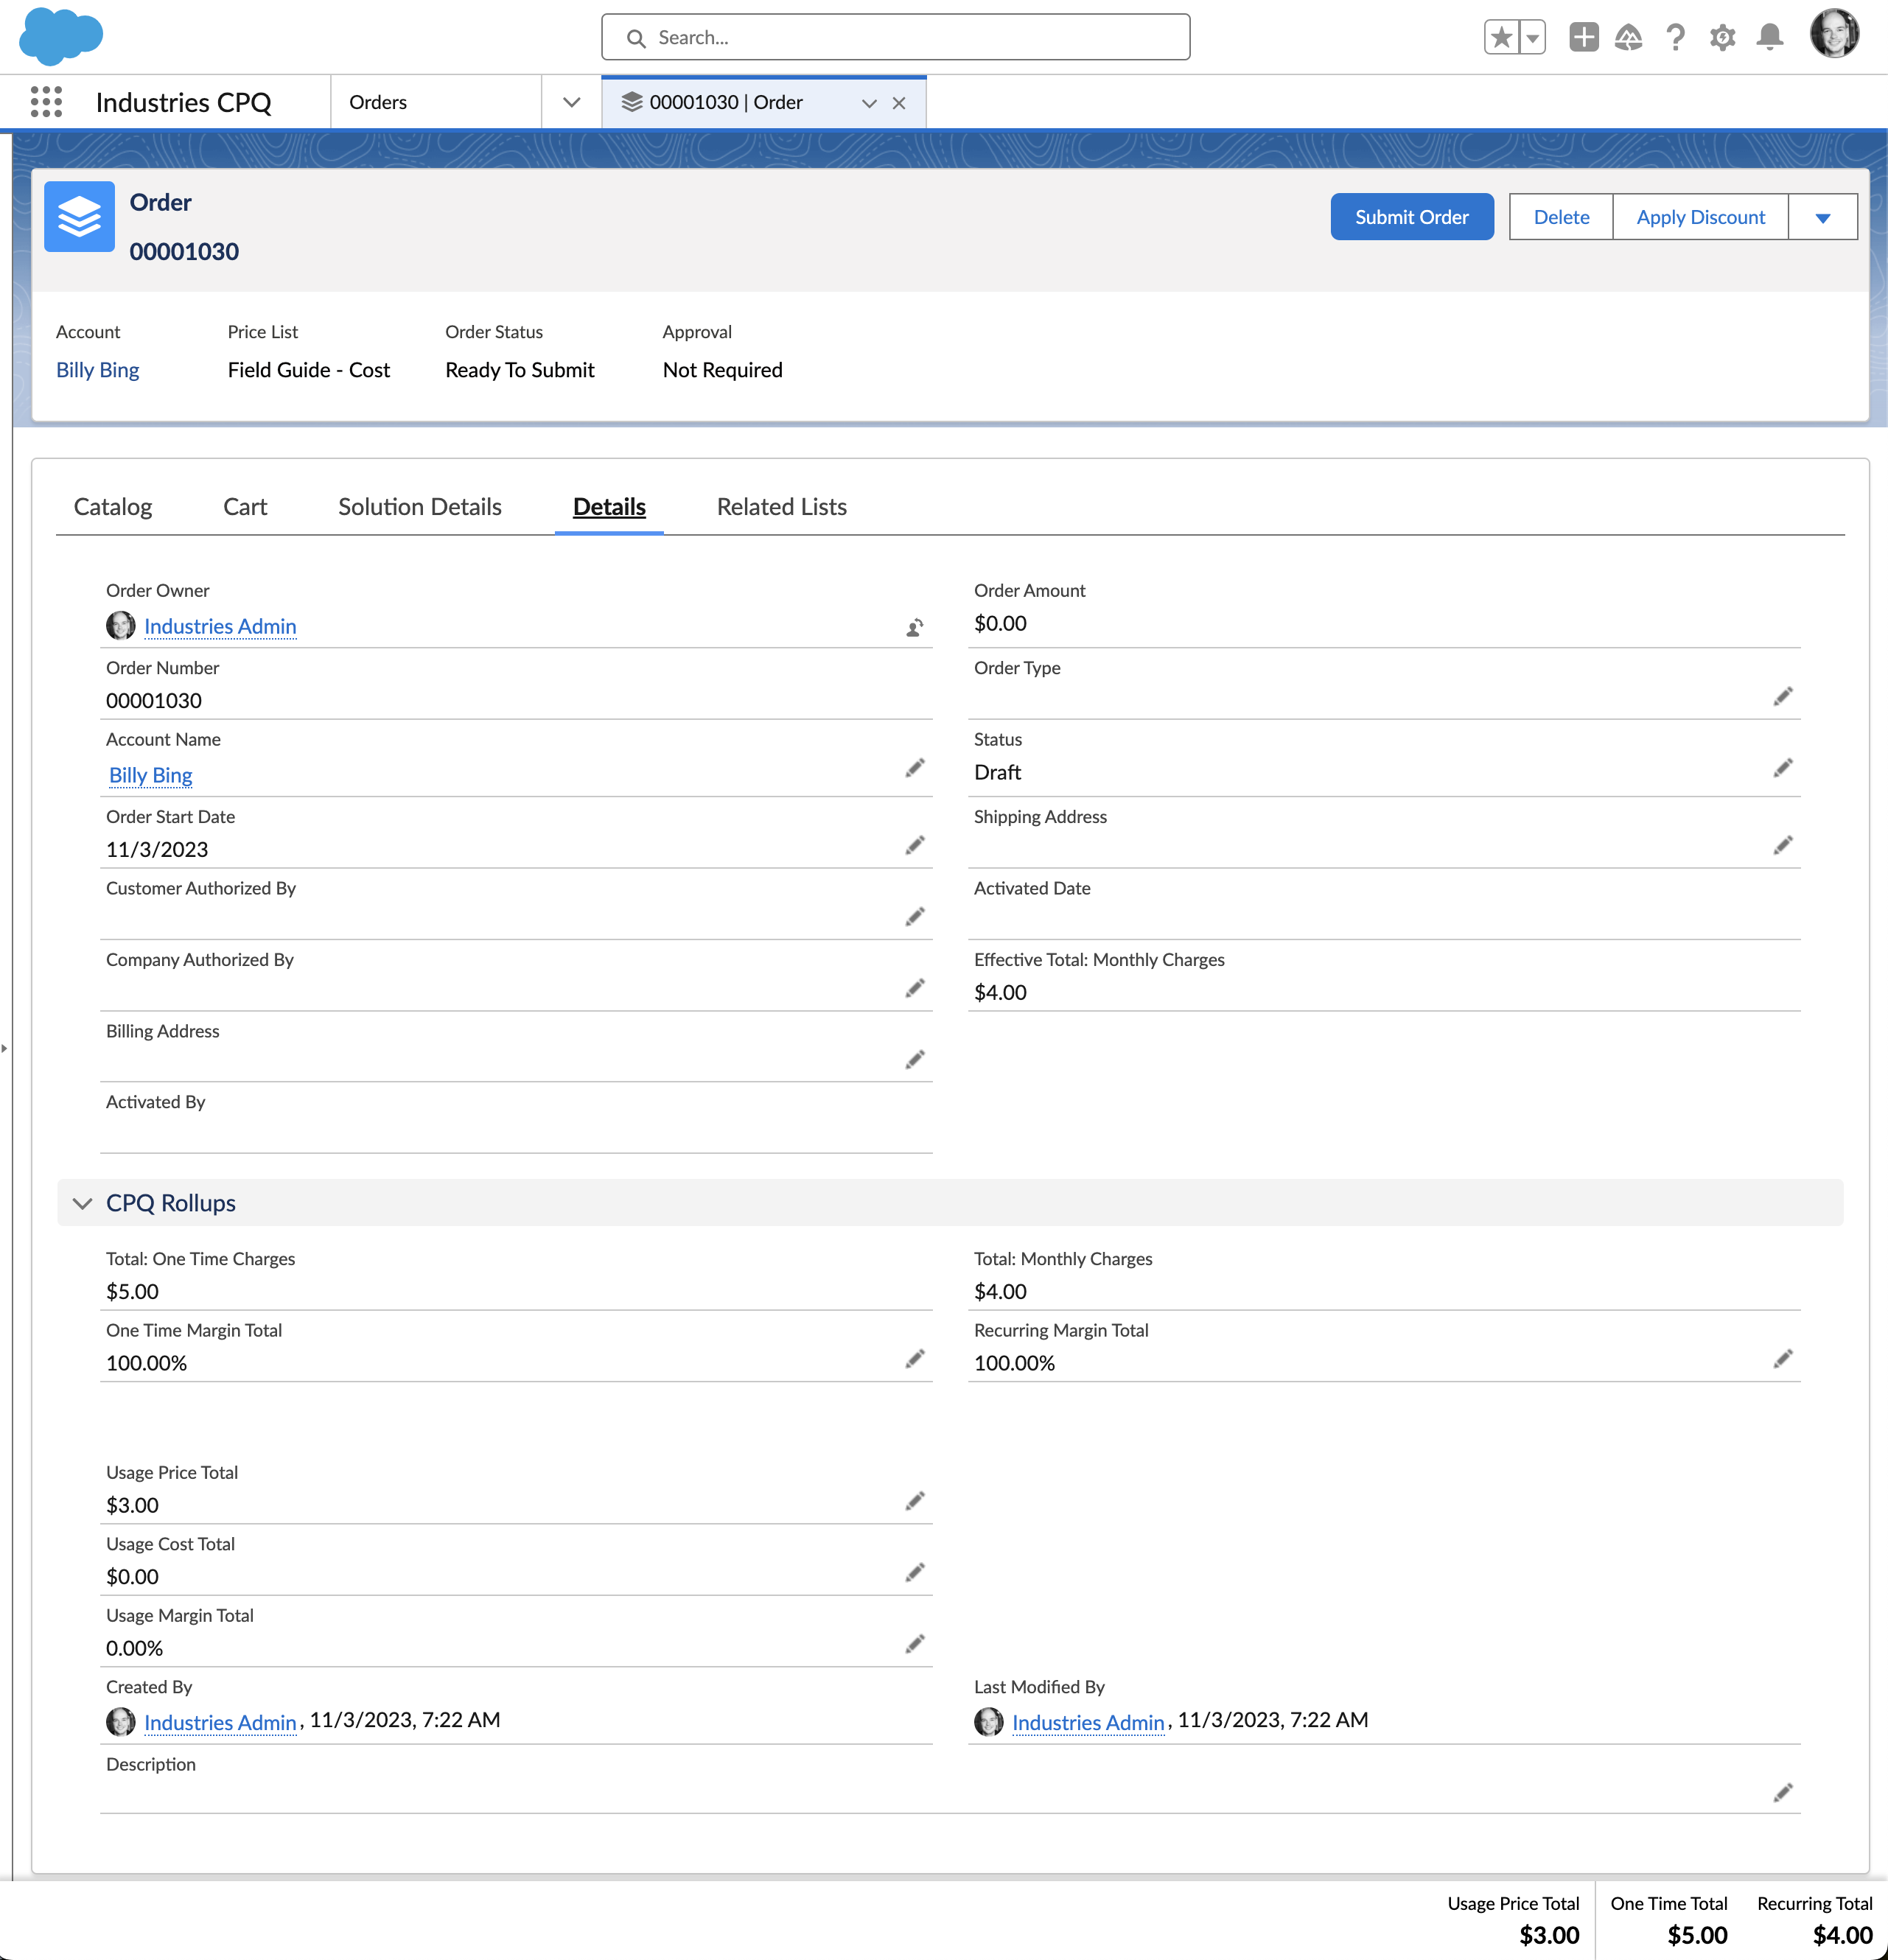 Search...
Industries CPQ
Orders
00001030 | Order
Order
00001030
Submit Order
Delete
Apply Discount
Account
Price List
Order Status
Approval
Billy Bing
Field Guide - Cost
Ready To Submit
Not Required
Catalog
Cart
Solution Details
Details
Related Lists
Order Owner
Industries Admin
Order Amount
$0.00
Order Number
00001030
Order Type
Account Name
Billy Bing
Status
Draft
Order Start Date
11/3/2023
Shipping Address
Customer Authorized By
Activated Date
Company Authorized By
Effective Total: Monthly Charges
$4.00
Billing Address
Activated By
CPQ Rollups
Total: One Time Charges
$5.00
Total: Monthly Charges
$4.00
One Time Margin Total
100.00%
Recurring Margin Total
100.00%
Usage Price Total
$3.00
Usage Cost Total
$0.00
Usage Margin Total
0.00%
Created By
Industries Admin, 11/3/2023, 7:22 AM
Last Modified By
Industries Admin, 11/3/2023, 7:22 AM
Description
Usage Price Total
$3.00
One Time Total
$5.00
Recurring Total
$4.00